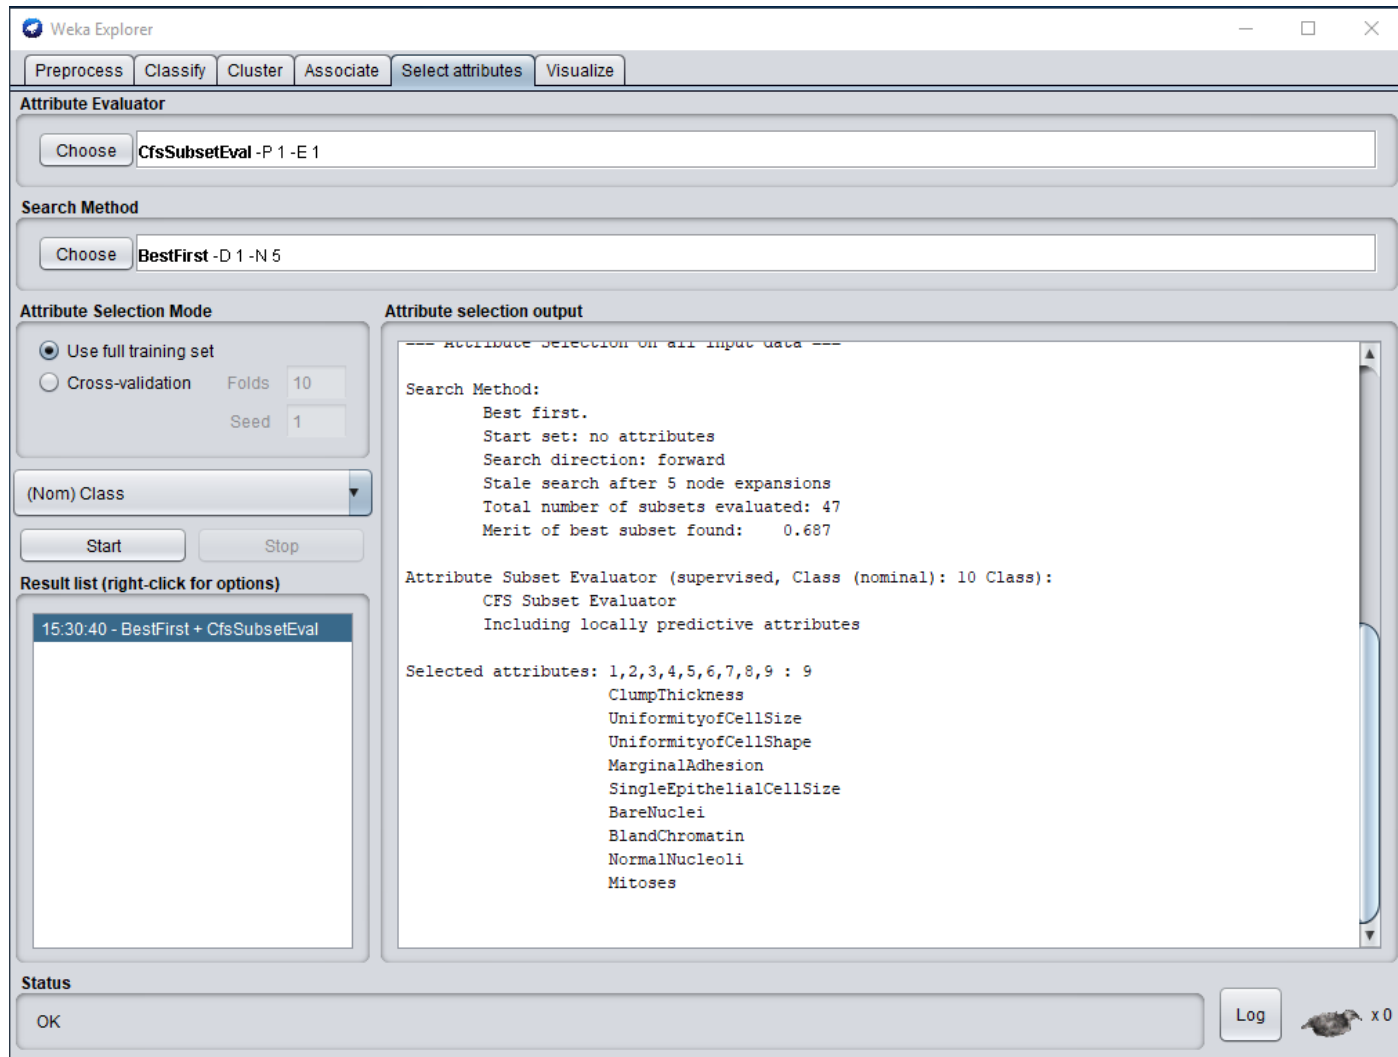 Weka Explorer
Preprocess Classify Cluster Associate Select attributes Visualize
Attribute Evaluator
Choose CfsSubsetEval -P 1 -E 1
Search Method
Choose BestFirst -D 1 -N 5
Attribute Selection Mode
Use full training set
Cross-validation Folds 10
Seed 1
(Nom) Class
Start Stop
Result list (right-click for options)
15:30:40 - BestFirst + CfsSubsetEval
Attribute selection output
=== Attribute Selection on all input data ===
Search Method:
Best first.
Start set: no attributes
Search direction: forward
Stale search after 5 node expansions
Total number of subsets evaluated: 47
Merit of best subset found: 0.687
Attribute Subset Evaluator (supervised, Class (nominal): 10 Class):
CFS Subset Evaluator
Including locally predictive attributes
Selected attributes: 1,2,3,4,5,6,7,8,9 : 9
ClumpThickness
UniformityofCellSize
UniformityofCellShape
MarginalAdhesion
SingleEpithelialCellSize
BareNuclei
BlandChromatin
NormalNucleoli
Mitoses
Status
OK
Log
x 0